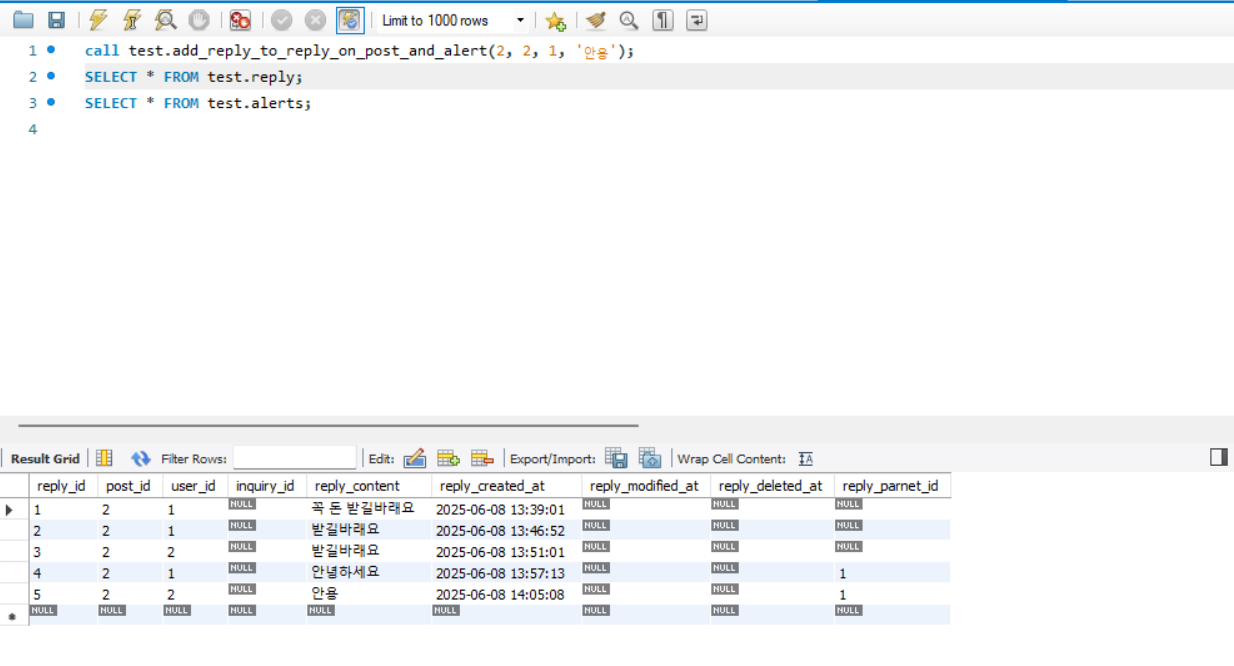 Limit to 1000 rows
1 call test.add_reply_to_reply_on_post_and_alert(2, 2, 1, '안용');
2 SELECT * FROM test.reply;
3 SELECT * FROM test.alerts;
4
Result Grid Filter Rows: Edit: Export/Import: Wrap Cell Content:
reply_id post_id user_id inquiry_id reply_content reply_created_at reply_modified_at reply_deleted_at reply_parnet_id
1 2 1 NULL 꼭 돈 받길바래요 2025-06-08 13:39:01 NULL NULL NULL
2 2 1 NULL 받길바래요 2025-06-08 13:46:52 NULL NULL NULL
3 2 2 NULL 받길바래요 2025-06-08 13:51:01 NULL NULL NULL
4 2 1 NULL 안녕하세요 2025-06-08 13:57:13 NULL NULL 1
5 2 2 NULL 안용 2025-06-08 14:05:08 NULL NULL 1
NULL NULL NULL NULL NULL NULL NULL NULL NULL